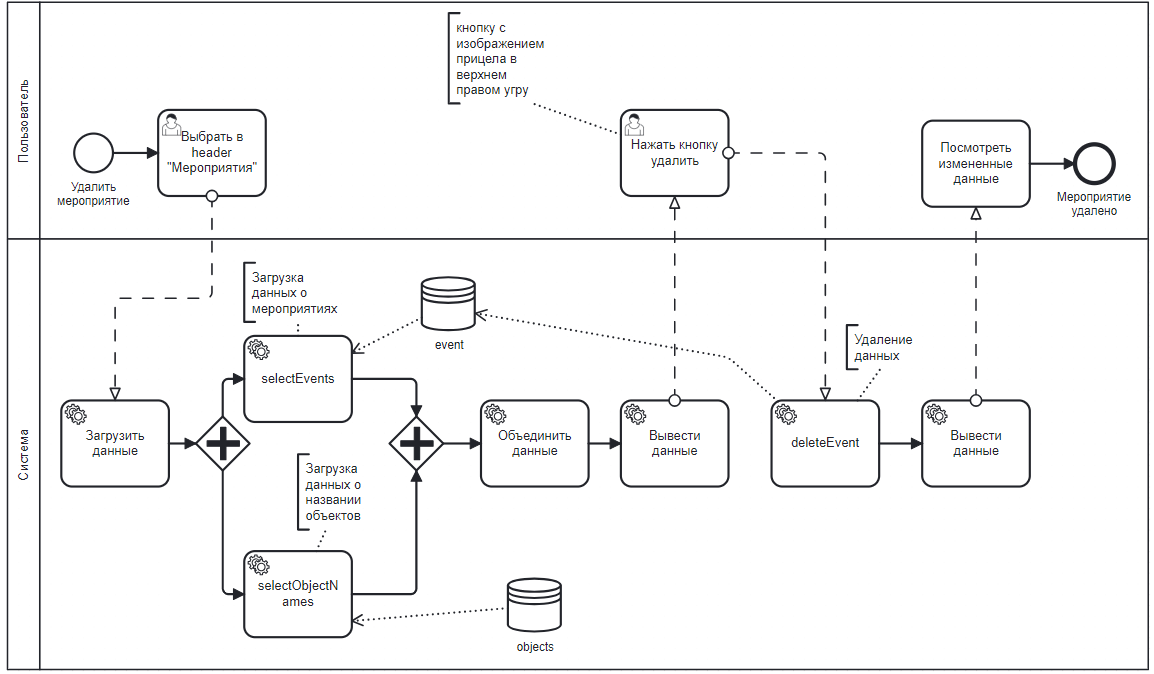 Пользователь
Удалить
мероприятие
Выбрать в
header
"Мероприятия"
кнопку с
изображением
прицела в
верхнем
правом угру
Нажать кнопку
удалить
Посмотреть
измененные
данные
Мероприятие
удалено
Система
Загрузить
данные
Загрузка
данных о
мероприятиях
selectEvents
event
Загрузка
данных о
названии
объектов
selectObjectN
ames
objects
Объединить
данные
Вывести
данные
Удаление
данных
deleteEvent
Вывести
данные